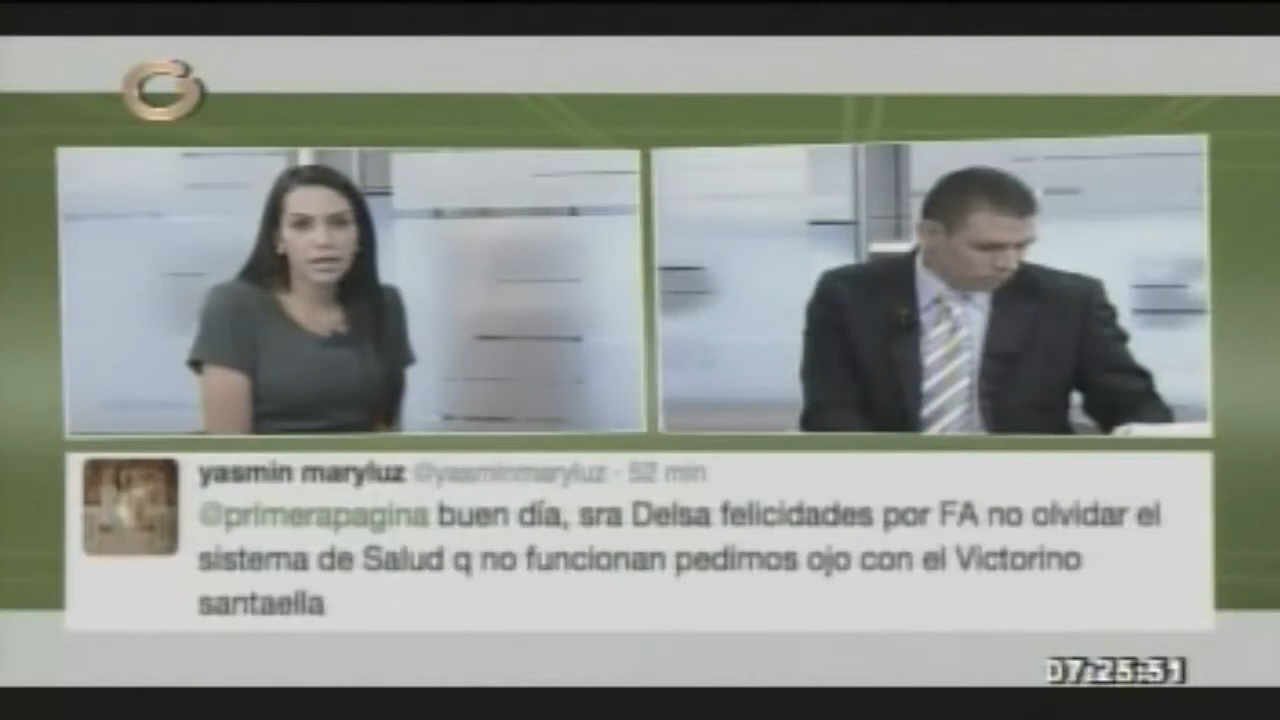 yasmin maryluz @yasminmaryluz · 52 min
@primerapagina buen día, sra Delsa felicidades por FA no olvidar el
sistema de Salud q no funcionan pedimos ojo con el Victorino
santaella
07:25:51